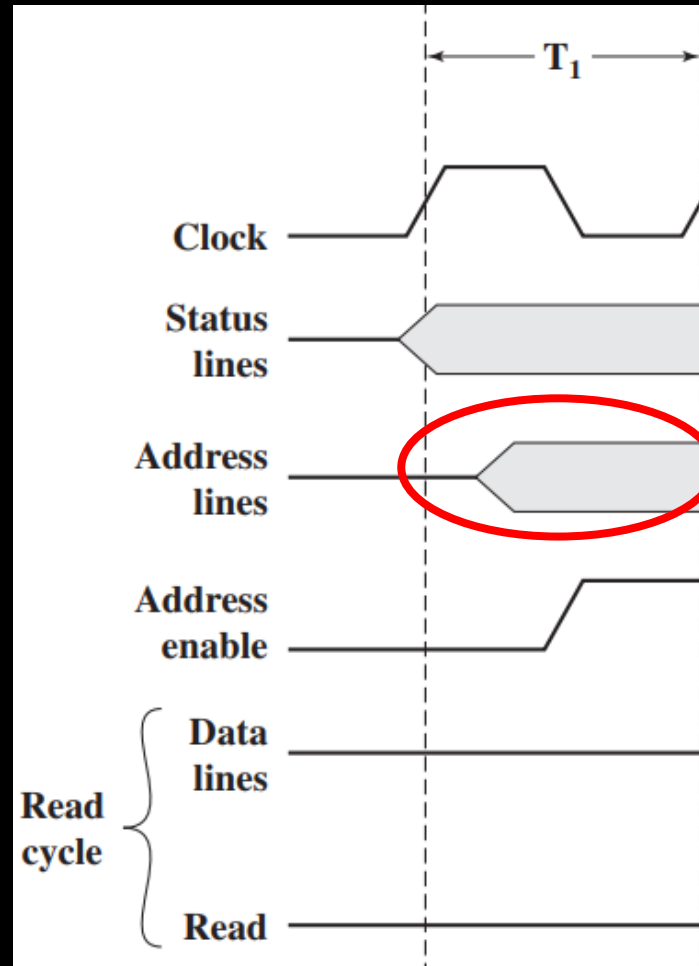 T₁
Clock
Status
lines
Address
lines
Address
enable
Data
lines
Read
cycle
Read